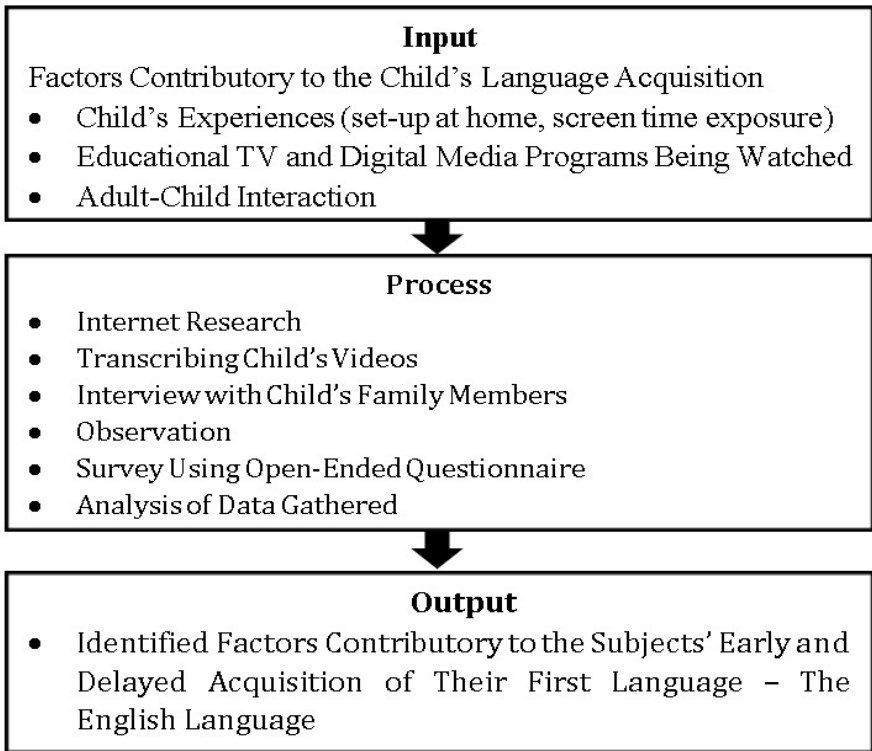 Input
Factors Contributory to the Child's Language Acquisition
• Child's Experiences (set-up at home, screen time exposure)
• Educational TV and Digital Media Programs Being Watched
• Adult-Child Interaction
Process
• Internet Research
• Transcribing Child's Videos
• Interview with Child's Family Members
• Observation
• Survey Using Open-Ended Questionnaire
• Analysis of Data Gathered
Output
• Identified Factors Contributory to the Subjects' Early and
Delayed Acquisition of Their First Language – The
English Language